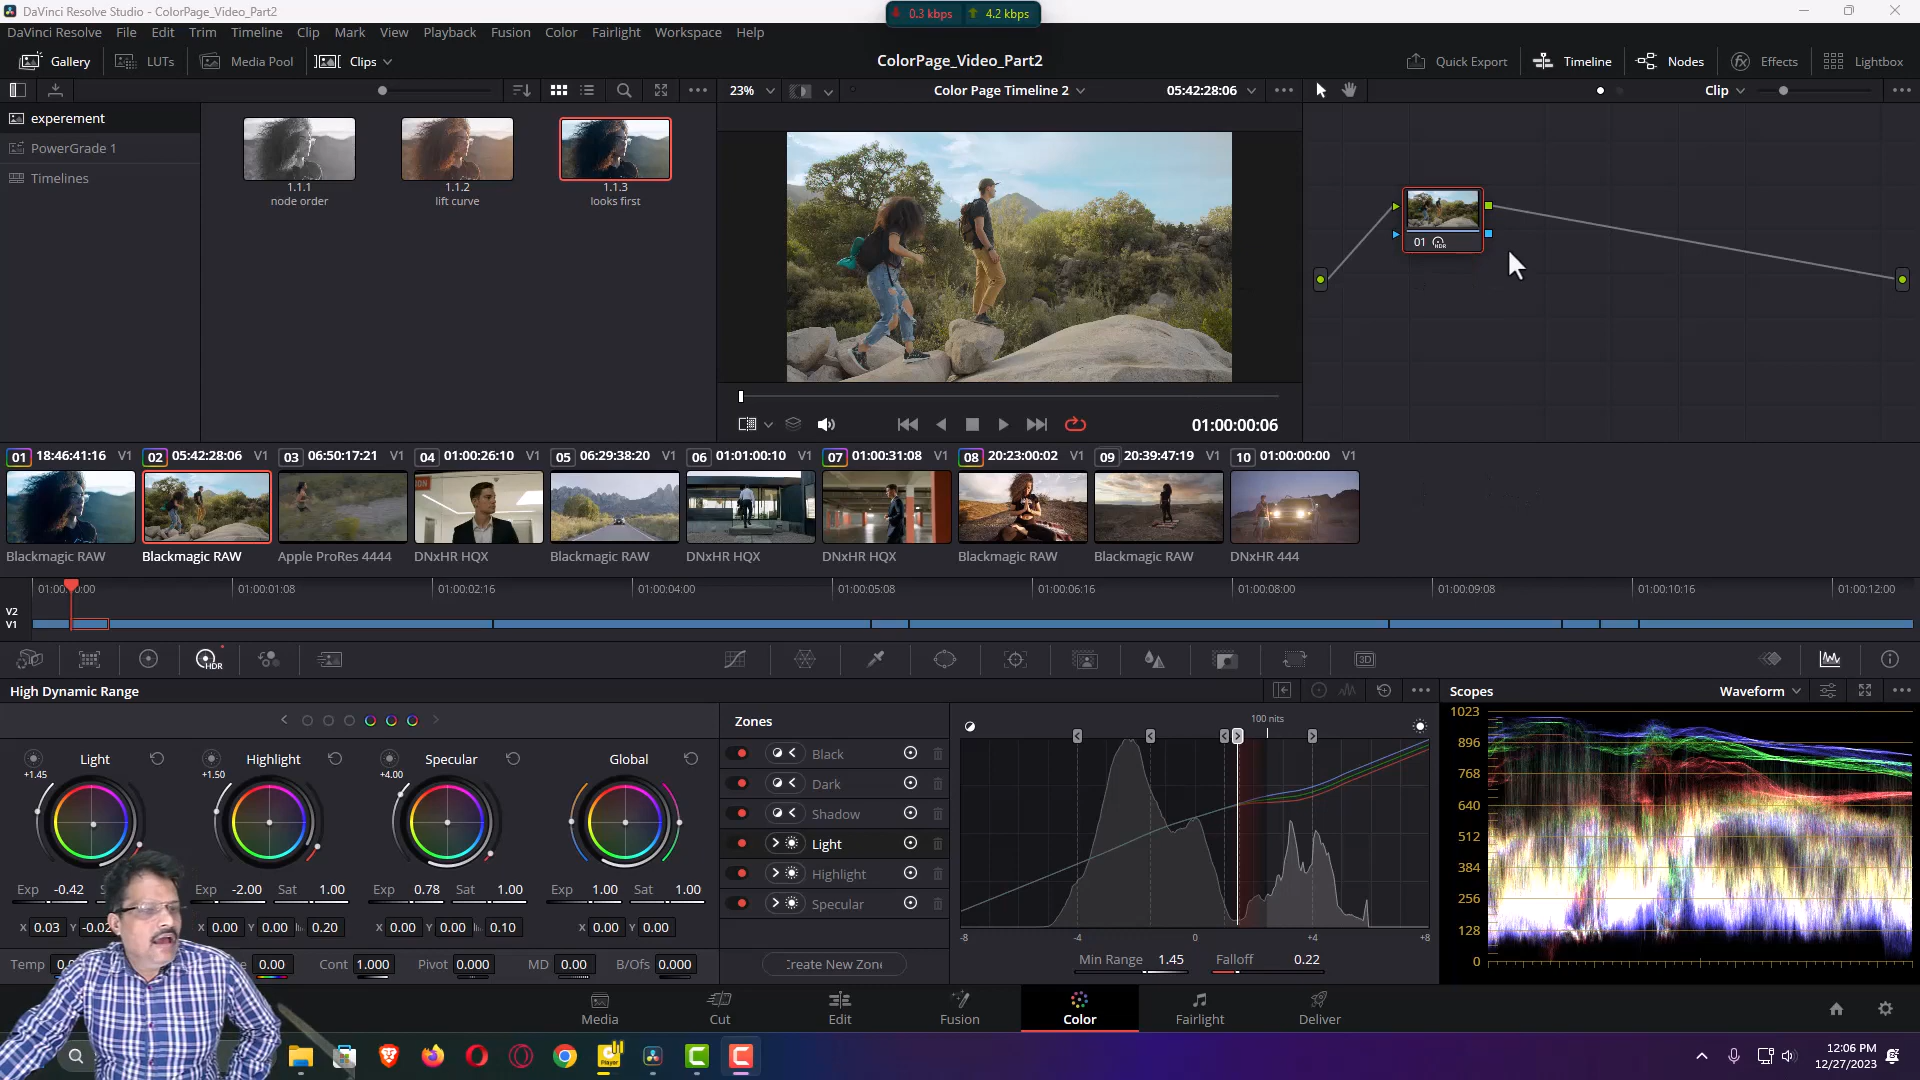 DaVinci Resolve Studio - ColorPage_Video_Part2
0.3 kbps 4.2 kbps
DaVinci Resolve File Edit Trim Timeline Clip Mark View Playback Fusion Color Fairlight Workspace Help
Gallery LUTs Media Pool Clips ColorPage_Video_Part2 Quick Export Timeline Nodes Effects Lightbox
23% Color Page Timeline 2 05:42:28:06 Clip
experement
PowerGrade 1
Timelines
1.1.1 1.1.2 1.1.3
node order lift curve looks first
01 HDR
01:00:00:06
01 18:46:41:16 V1 02 05:42:28:06 V1 03 06:50:17:21 V1 04 01:00:26:10 V1 05 06:29:38:20 V1 06 01:01:00:10 V1 07 01:00:31:08 V1 08 20:23:00:02 V1 09 20:39:47:19 V1 10 01:00:00:00 V1
Blackmagic RAW Blackmagic RAW Apple ProRes 4444 DNxHR HQX Blackmagic RAW DNxHR HQX DNxHR HQX Blackmagic RAW Blackmagic RAW DNxHR 444
01:00:00:00 01:00:01:08 01:00:02:16 01:00:04:00 01:00:05:08 01:00:06:16 01:00:08:00 01:00:09:08 01:00:10:16 01:00:12:00
V2
V1
HDR 3D
High Dynamic Range Scopes Waveform
Zones
100 nits
Light Highlight Specular Global
+1.45 +1.50 +4.00
Black
Dark
Shadow
Light
Highlight
Specular
Exp -0.42 Exp -2.00 Sat 1.00 Exp 0.78 Sat 1.00 Exp 1.00 Sat 1.00
X 0.03 Y -0.02 X 0.00 Y 0.00 0.20 X 0.00 Y 0.00 0.10 X 0.00 Y 0.00
Temp 0.00 Cont 1.000 Pivot 0.000 MD 0.00 B/Ofs 0.000
Create New Zone
-8 -4 0 +4 +8
Min Range 1.45 Falloff 0.22
1023
896
768
640
512
384
256
128
0
Media Cut Edit Fusion Color Fairlight Deliver
Player
12:06 PM
12/27/2023